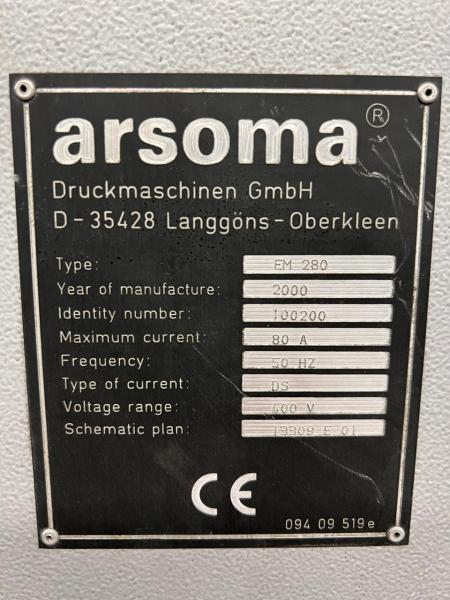 arsoma®
Druckmaschinen GmbH
D-35428 Langgöns-Oberkleen
Type: EM 280
Year of manufacture: 2000
Identity number: 100200
Maximum current: 80 A
Frequency: 50 HZ
Type of current: DS
Voltage range: 400 V
Schematic plan: 13309 E 01
CE
094 09 519e